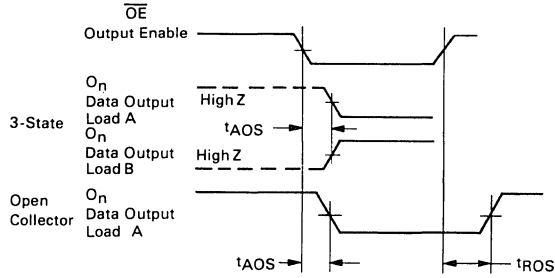 OE
Output Enable
On
Data Output
Load A
High Z
3-State
tAOS
On
Data Output
Load B
High Z
Open
Collector
On
Data Output
Load A
tAOS
tROS